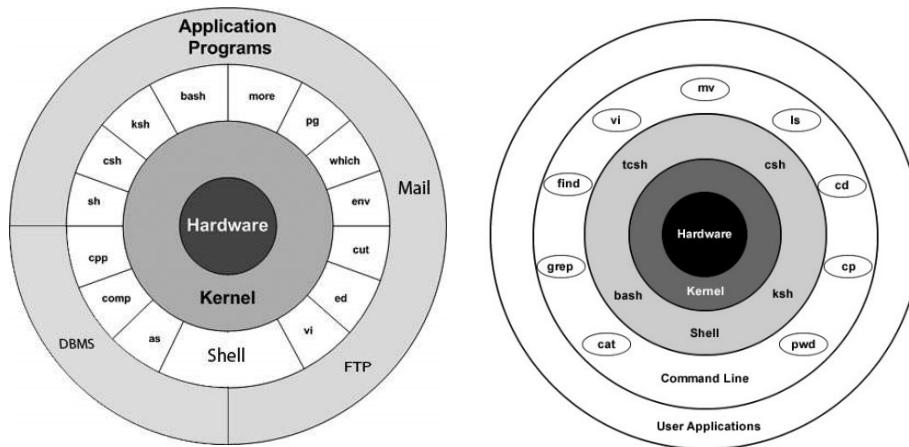 Application
Programs
bash
more
ksh
pg
csh
which
sh
env
Mail
Hardware
cpp
cut
comp
Kernel
ed
as
Shell
vi
DBMS
FTP
mv
vi
ls
tcsh
csh
find
cd
Hardware
grep
cp
Kernel
bash
ksh
Shell
cat
pwd
Command Line
User Applications